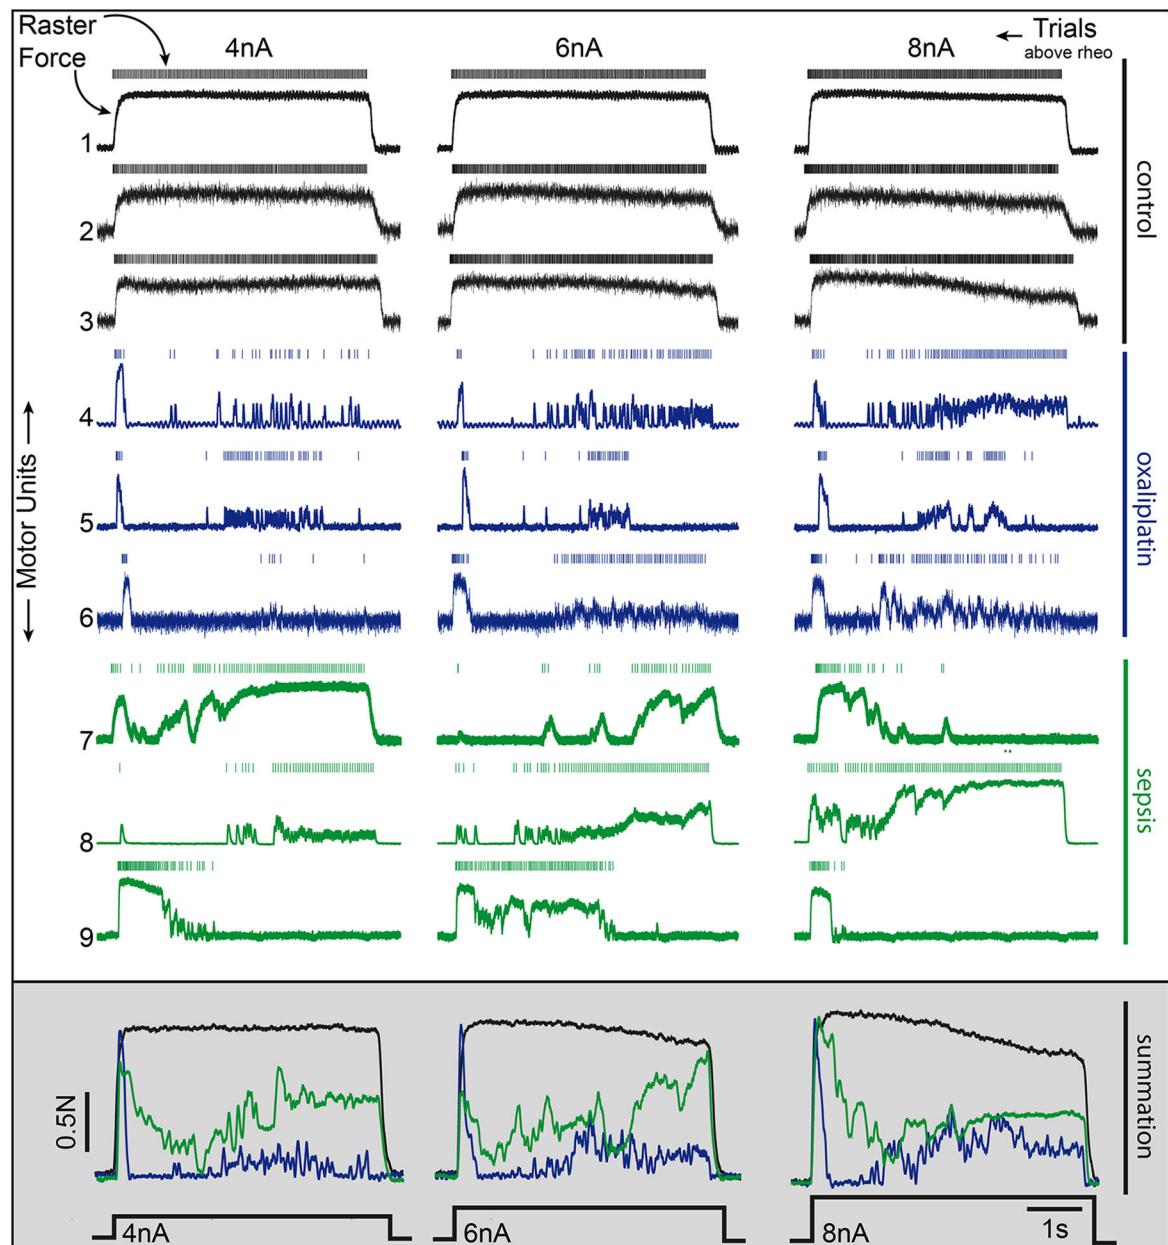 Raster
Force
4nA
6nA
8nA
Trials
above rheo
1
2
3
control
Motor Units
4
5
6
oxaliplatin
7
8
9
sepsis
0.5N
summation
4nA
6nA
8nA
1s